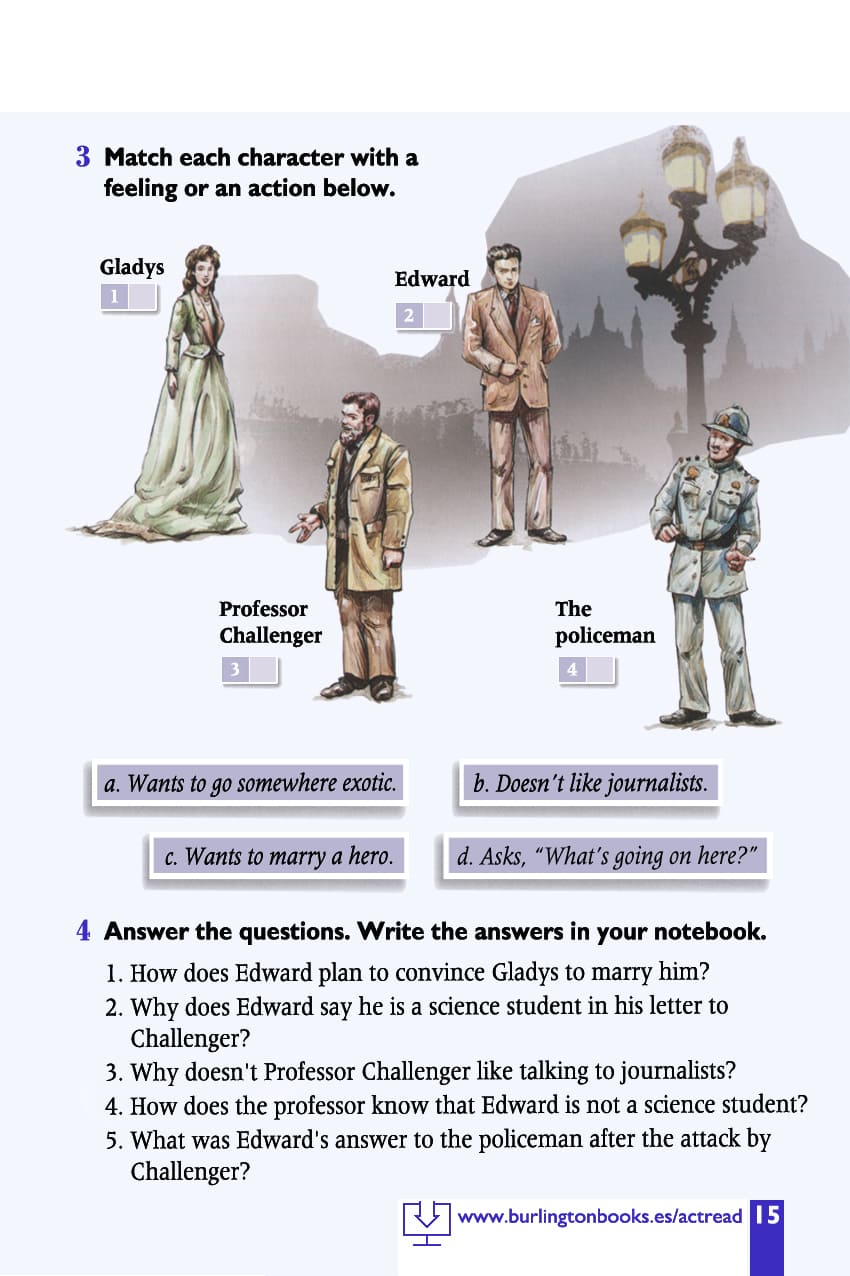 3 Match each character with a
feeling or an action below.
Gladys
1
Edward
2
Professor
Challenger
3
The
policeman
4
a. Wants to go somewhere exotic.
b. Doesn't like journalists.
c. Wants to marry a hero.
d. Asks, “What's going on here?”
4 Answer the questions. Write the answers in your notebook.
1. How does Edward plan to convince Gladys to marry him?
2. Why does Edward say he is a science student in his letter to
Challenger?
3. Why doesn't Professor Challenger like talking to journalists?
4. How does the professor know that Edward is not a science student?
5. What was Edward's answer to the policeman after the attack by
Challenger?
www.burlingtonbooks.es/actread 15